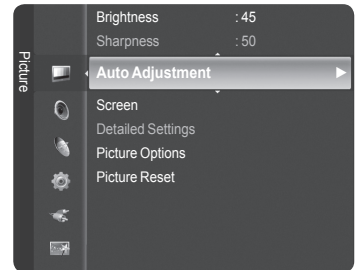 Picture
Brightness : 45
Sharpness : 50
Auto Adjustment
Screen
Detailed Settings
Picture Options
Picture Reset